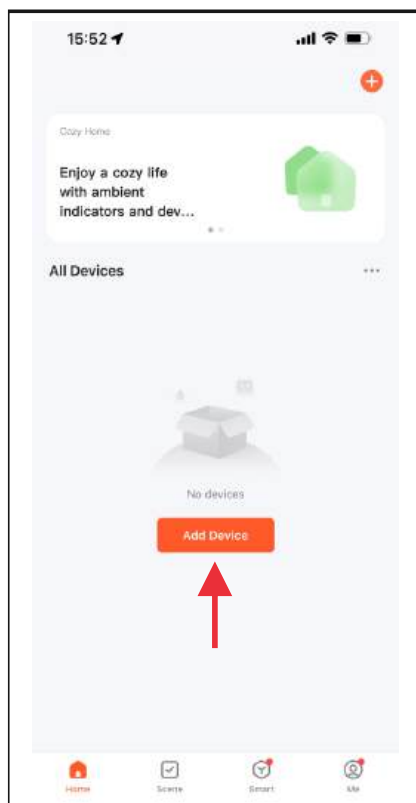 15:52
Cozy Home
Enjoy a cozy life
with ambient
indicators and dev...
All Devices
No devices
Add Device
Home
Scene
Smart
Me